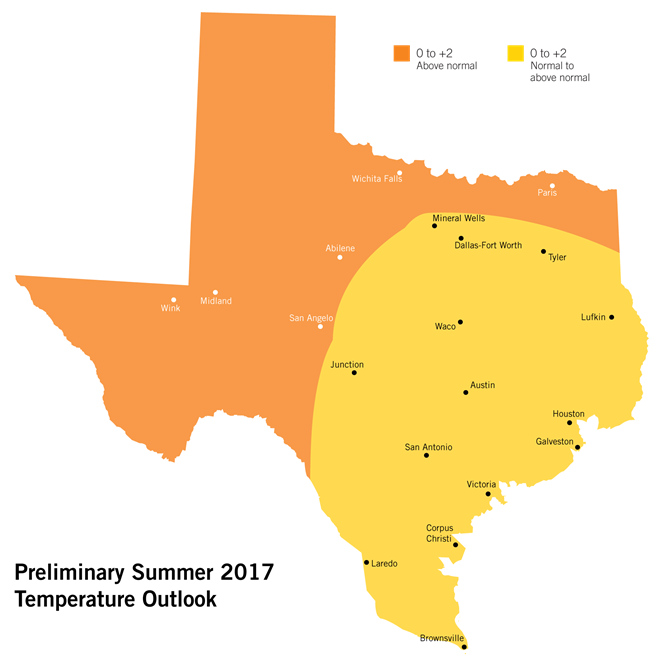 0 to +2
Above normal
0 to +2
Normal to
above normal
Wichita Falls
Paris
Mineral Wells
Dallas-Fort Worth
Abilene
Tyler
Wink
Midland
San Angelo
Lufkin
Waco
Junction
Austin
Houston
Galveston
San Antonio
Victoria
Corpus
Christi
Laredo
Preliminary Summer 2017
Temperature Outlook
Brownsville